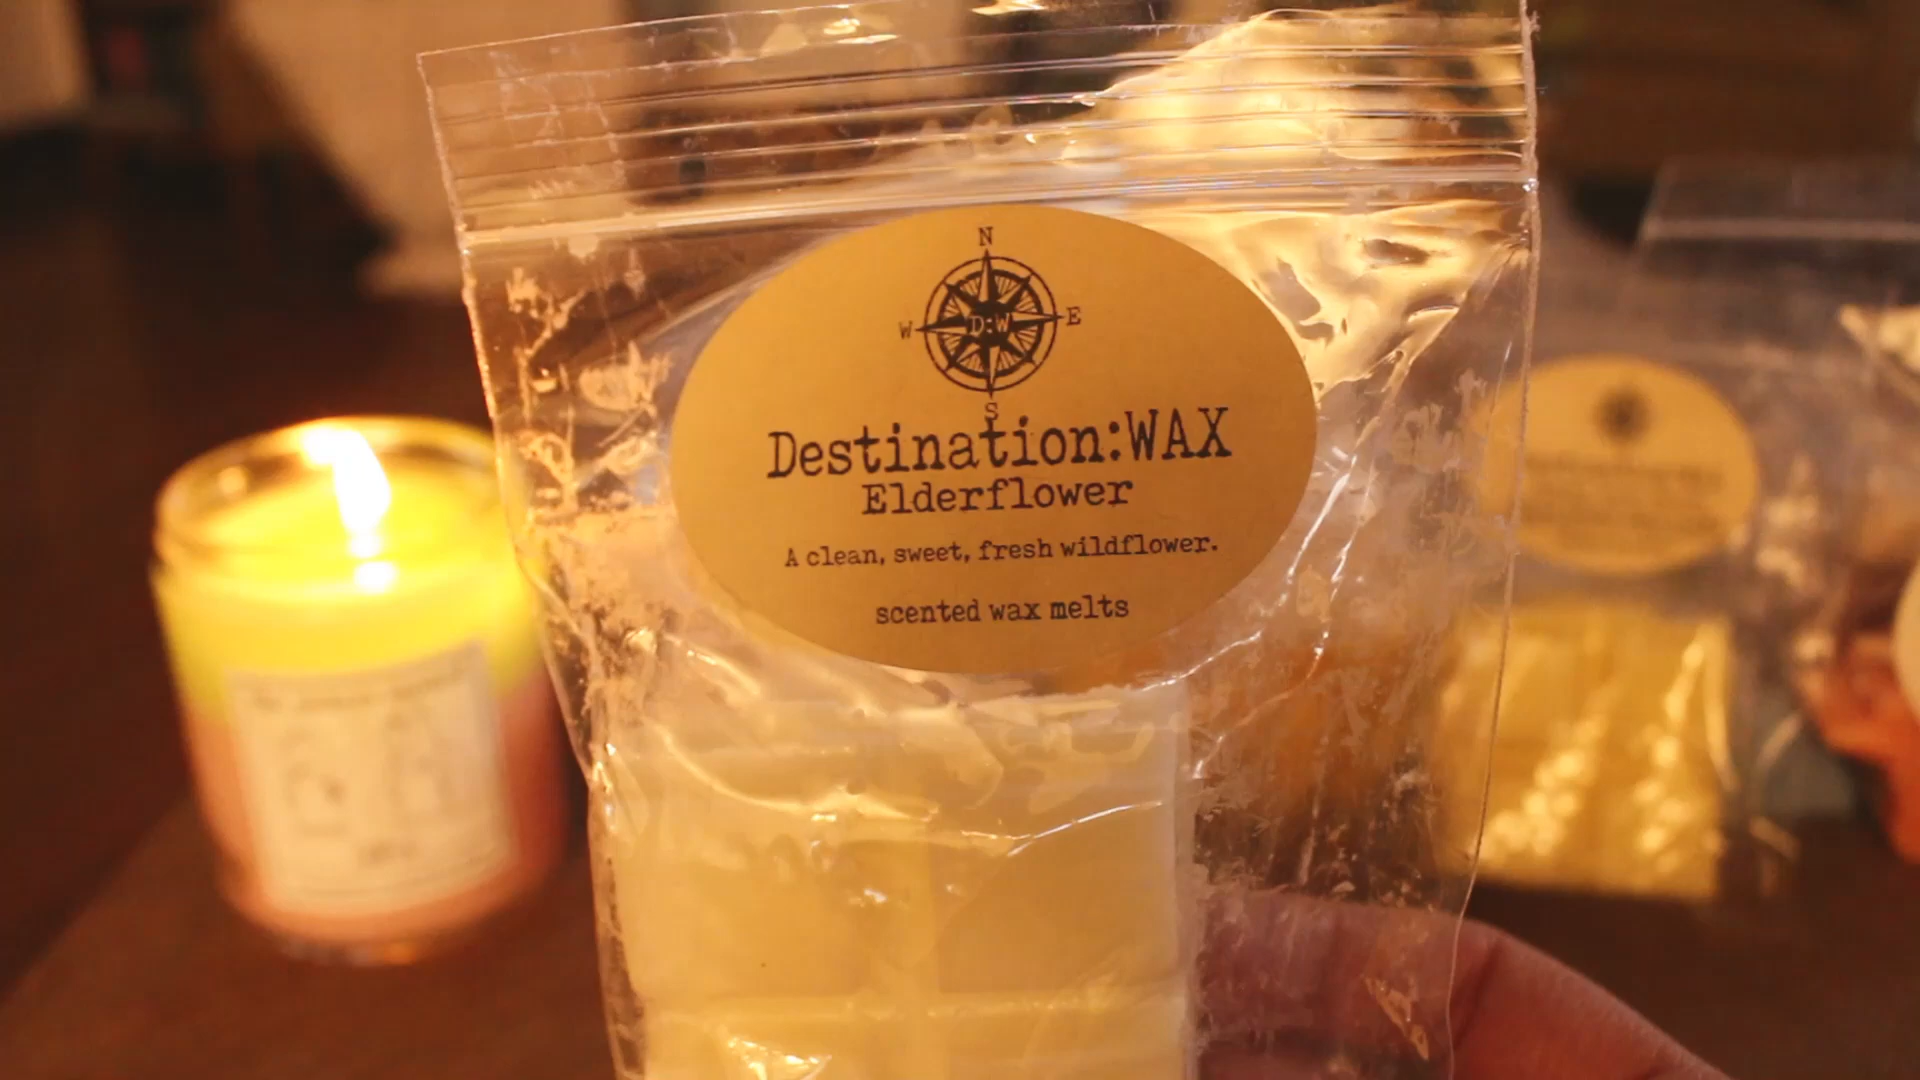 N
W D:W E
S
Destination:WAX
Elderflower
A clean, sweet, fresh wildflower.
scented wax melts